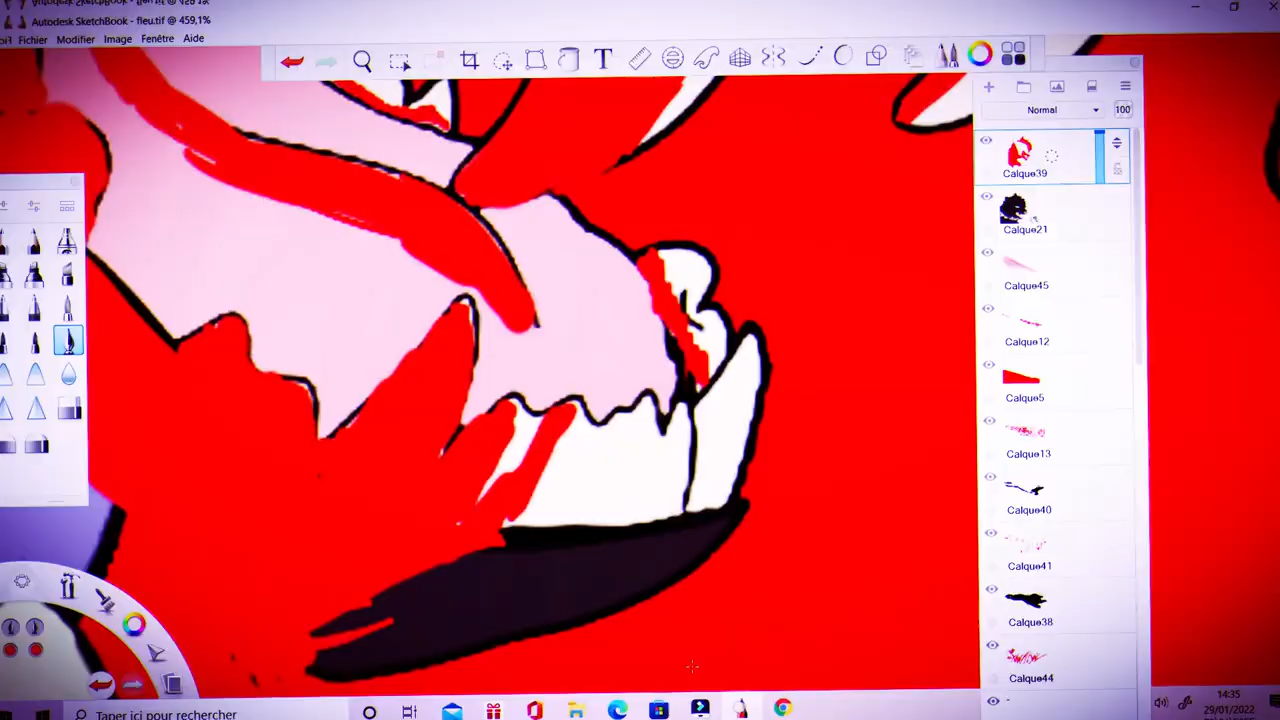 Autodesk SketchBook - fleu.tif @ 459,1%
Fichier Modifier Image Fenêtre Aide
T
Normal 100
Calque39
Calque21
Calque45
Calque12
Calque5
Calque13
Calque40
Calque41
Calque38
Calque44
Taper ici pour rechercher
14:35
29/01/2022